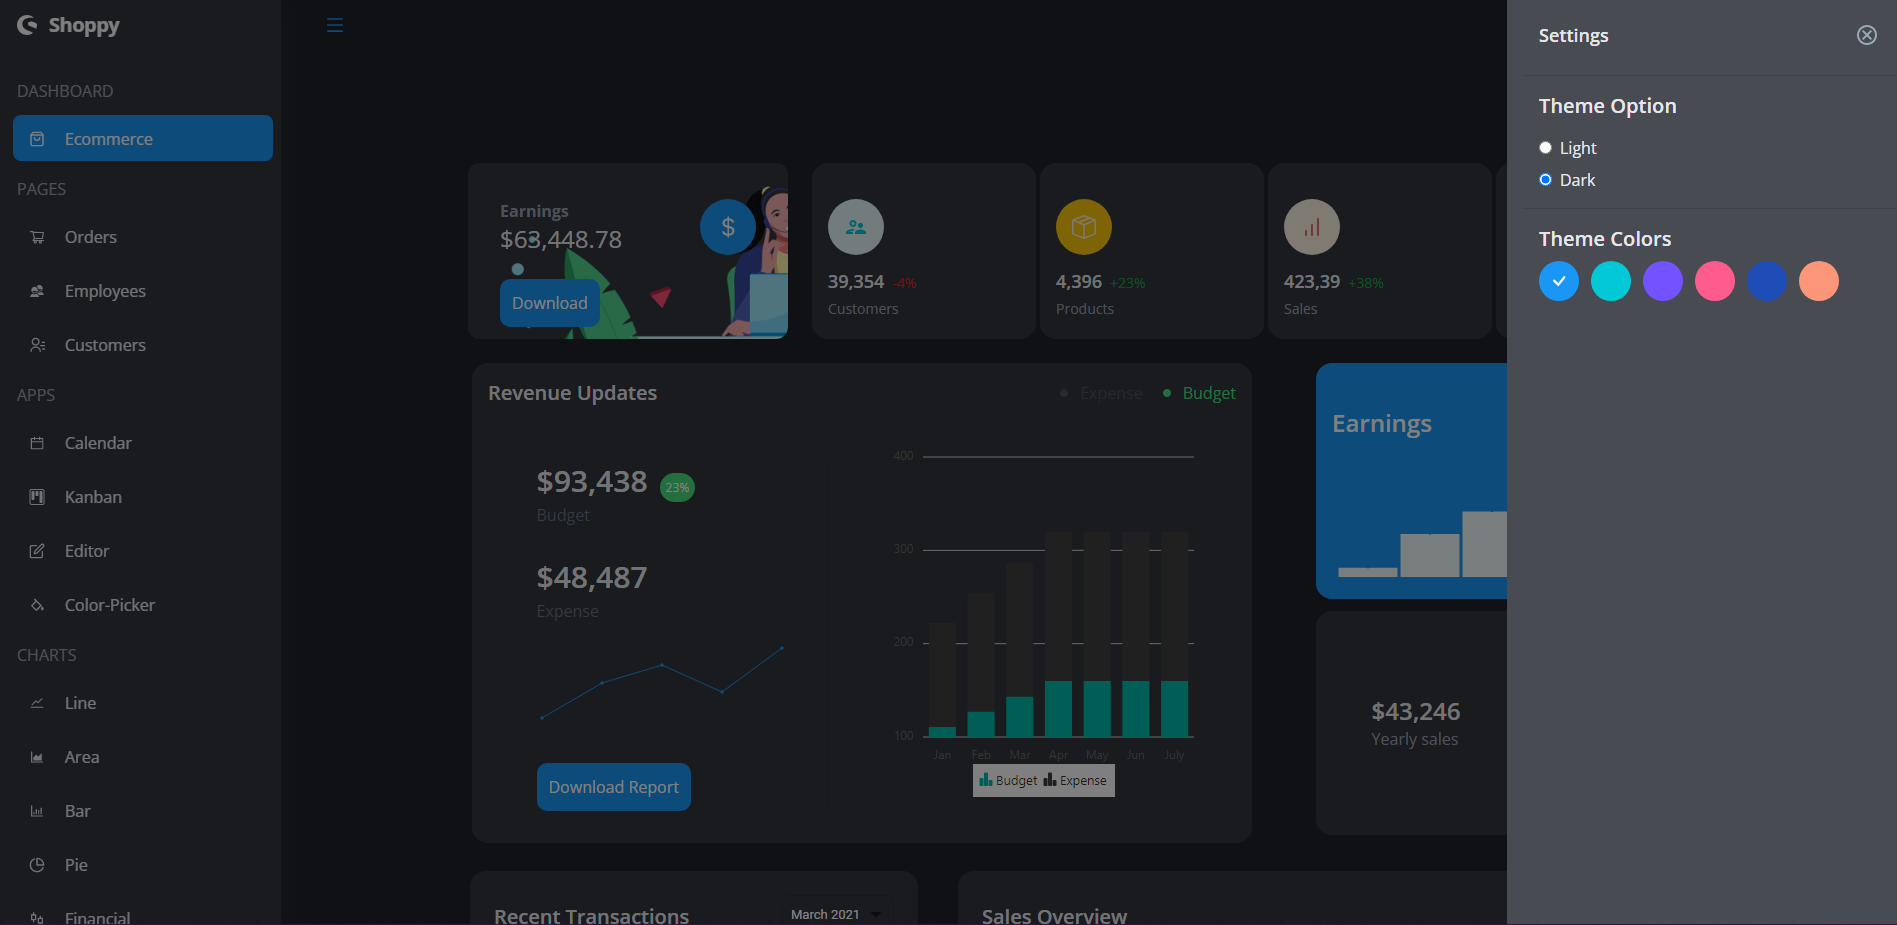 Shoppy
DASHBOARD
Ecommerce
PAGES
Orders
Employees
Customers
APPS
Calendar
Kanban
Editor
Color-Picker
CHARTS
Line
Area
Bar
Pie
Financial
Earnings
$63,448.78
$
Download
39,354 -4%
Customers
4,396 +23%
Products
423,39 +38%
Sales
Revenue Updates
Expense
Budget
$93,438 23%
Budget
$48,487
Expense
Download Report
400
300
200
100
Jan Feb Mar Apr May Jun July
Budget Expense
Earnings
$43,246
Yearly sales
Recent Transactions
March 2021
Sales Overview
Settings
Theme Option
Light
Dark
Theme Colors